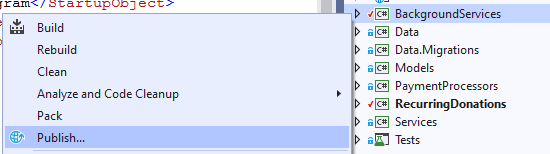 gram</StartupObject>
Build
Rebuild
Clean
Analyze and Code Cleanup
Pack
Publish...
C# BackgroundServices
C# Data
C# Data.Migrations
C# Models
C# PaymentProcessors
C# RecurringDonations
C# Services
Tests